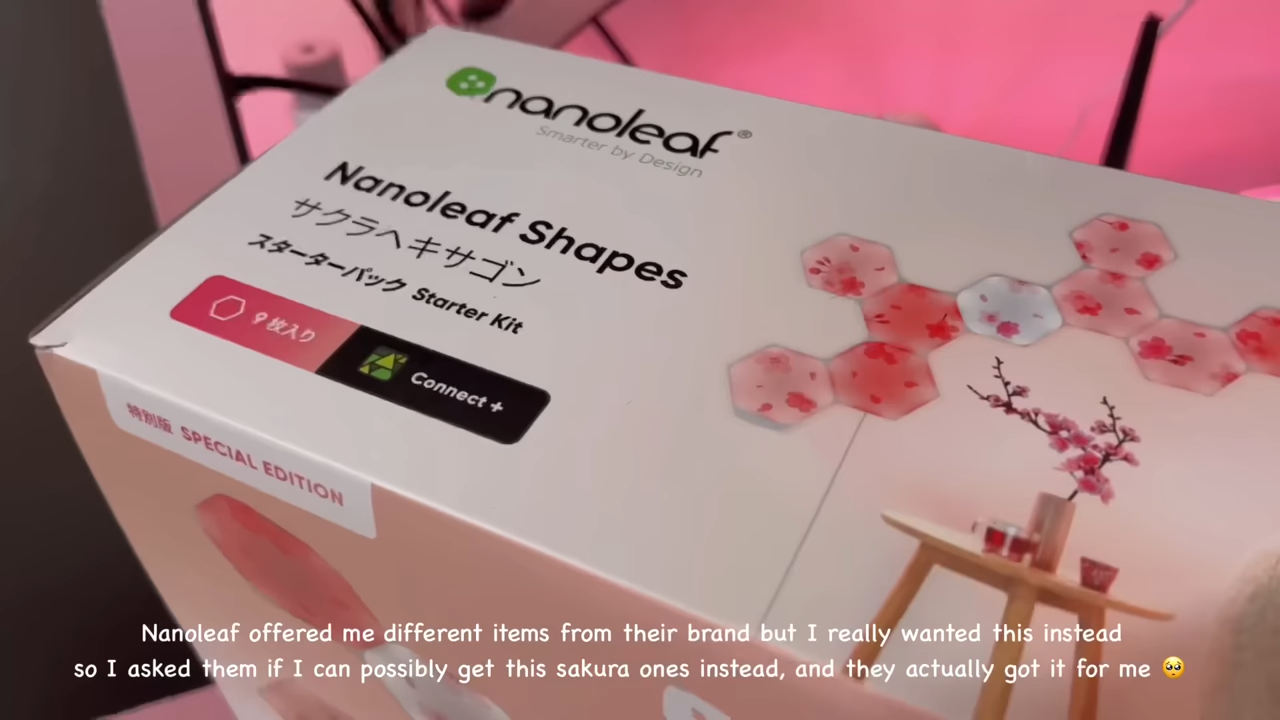 nanoleaf®
Smarter by Design
Nanoleaf Shapes
サクラヘキサゴン
スターターパック Starter Kit
9 枚入り
Connect +
特別版 SPECIAL EDITION
Nanoleaf offered me different items from their brand but I really wanted this instead
so I asked them if I can possibly get this sakura ones instead, and they actually got it for me 🥺